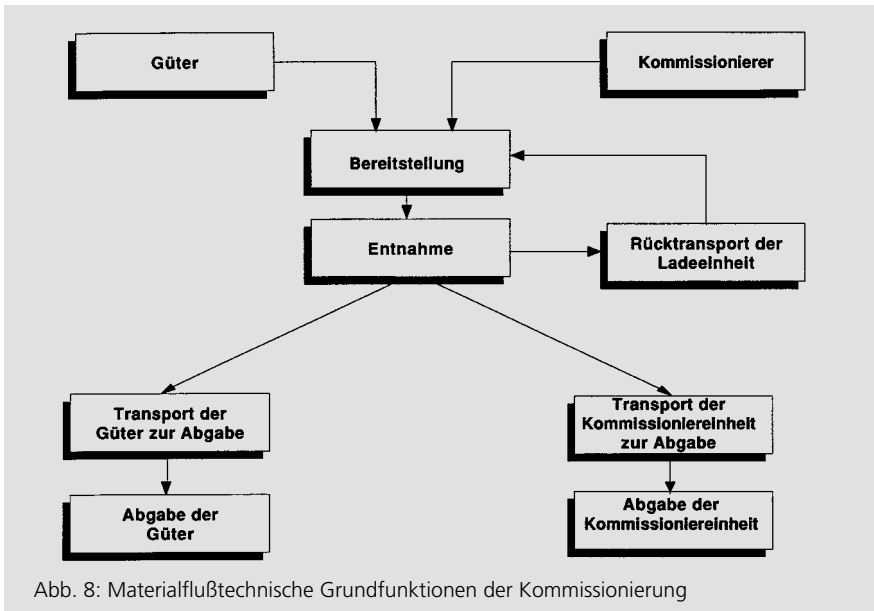 Güter
Kommissionierer
Bereitstellung
Entnahme
Rücktransport der
Ladeeinheit
Transport der
Güter zur Abgabe
Transport der
Kommissioniereinheit
zur Abgabe
Abgabe der
Güter
Abgabe der
Kommissioniereinheit
Abb. 8: Materialflußtechnische Grundfunktionen der Kommissionierung